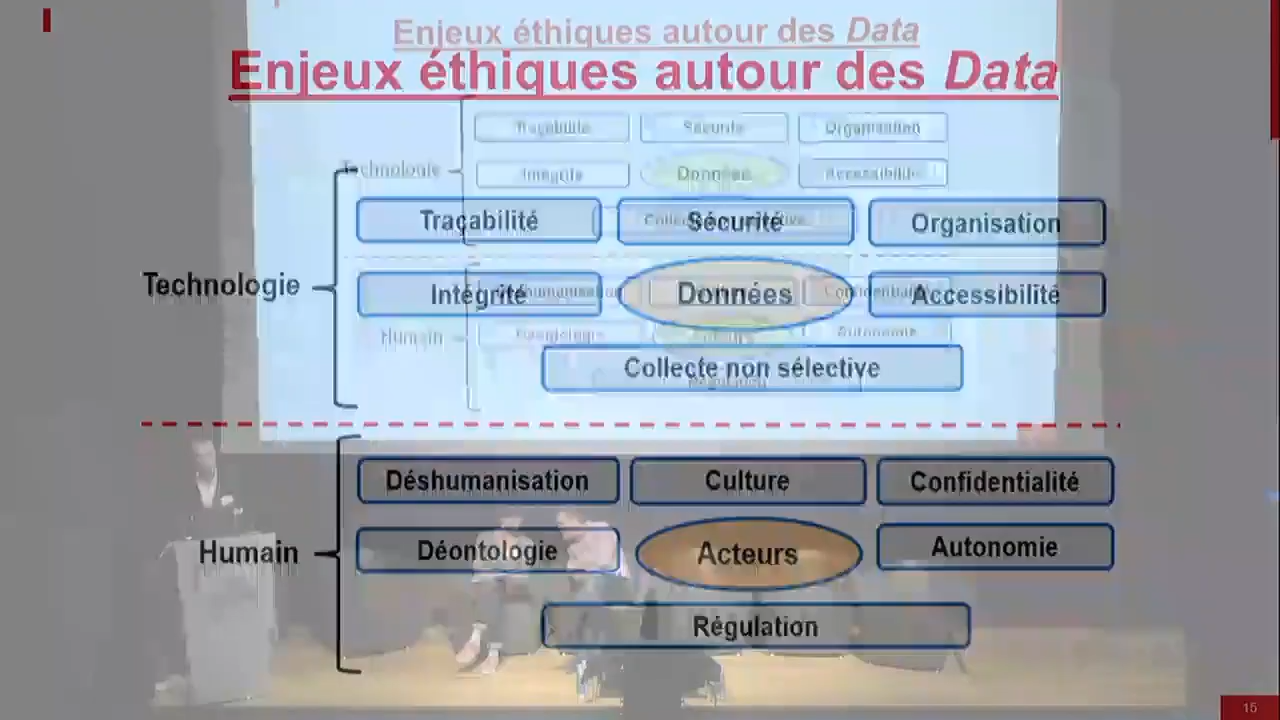 Enjeux éthiques autour des Data
Enjeux éthiques autour des Data
Traçabilité Sécurité Organisation
Technologie
Intégrité Données Accessibilité
Traçabilité Sécurité Organisation
Technologie
Intégrité Données Accessibilité
Collecte non sélective
Humain
Déshumanisation Culture Confidentialité
Humain
Déontologie Acteurs Autonomie
Régulation
15